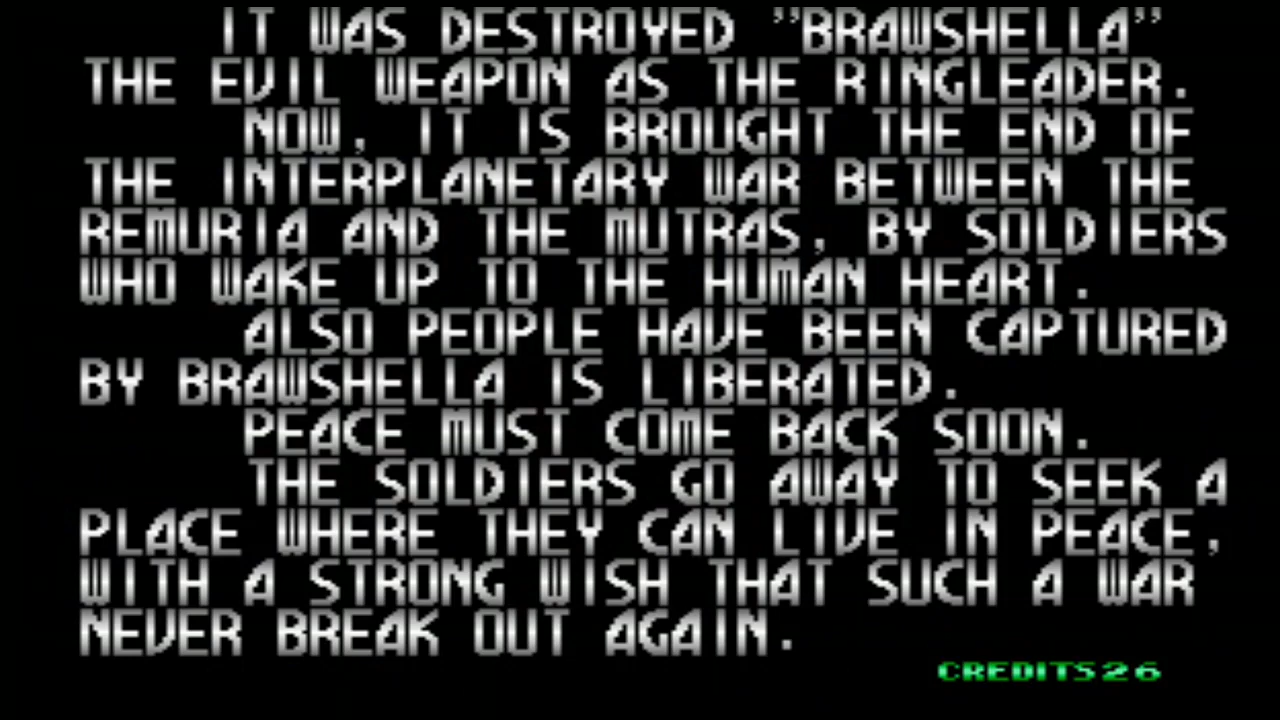 IT WAS DESTROYED "BRAWSHELLA"
THE EVIL WEAPON AS THE RINGLEADER.
NOW, IT IS BROUGHT THE END OF
THE INTERPLANETARY WAR BETWEEN THE
REMURIA AND THE MUTRAS, BY SOLDIERS
WHO WAKE UP TO THE HUMAN HEART.
ALSO PEOPLE HAVE BEEN CAPTURED
BY BRAWSHELLA IS LIBERATED.
PEACE MUST COME BACK SOON.
THE SOLDIERS GO AWAY TO SEEK A
PLACE WHERE THEY CAN LIVE IN PEACE,
WITH A STRONG WISH THAT SUCH A WAR
NEVER BREAK OUT AGAIN.
CREDITS26